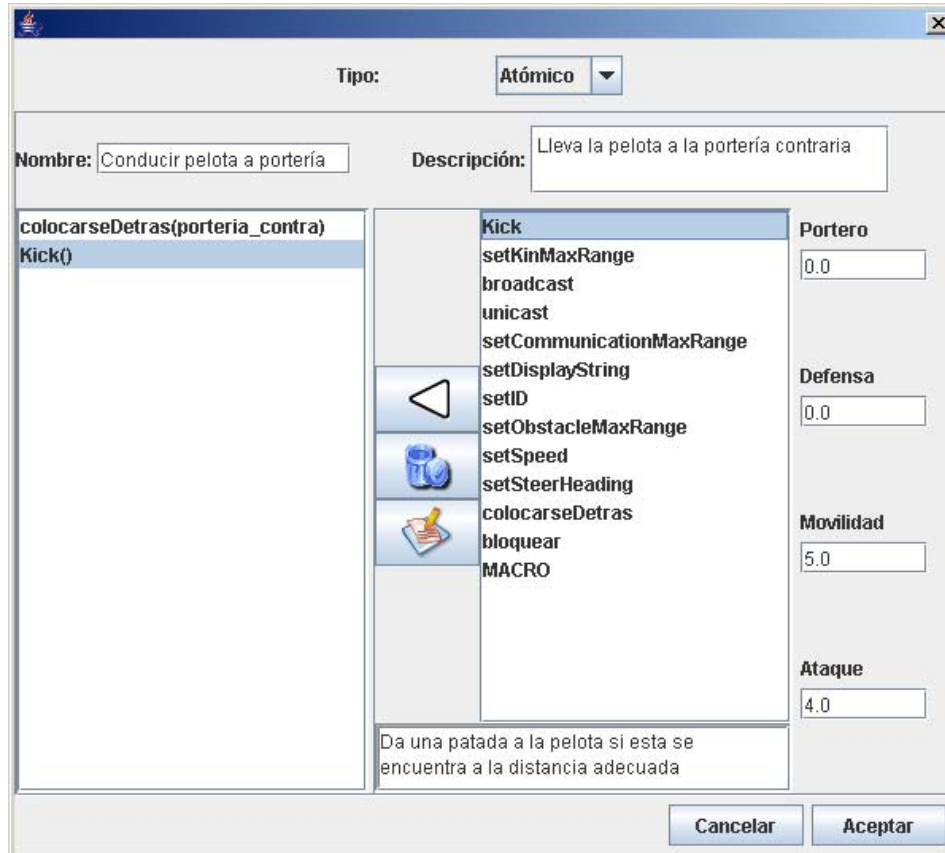 Tipo:
Atómico
Nombre:
Conducir pelota a portería
Descripción:
Lleva la pelota a la portería contraria
colocarseDetras(porteria_contra)
Kick()
Kick
setKinMaxRange
broadcast
unicast
setCommunicationMaxRange
setDisplayString
setID
setObstacleMaxRange
setSpeed
setSteerHeading
colocarseDetras
bloquear
MACRO
Da una patada a la pelota si esta se
encuentra a la distancia adecuada
Portero
0.0
Defensa
0.0
Movilidad
5.0
Ataque
4.0
Cancelar
Aceptar